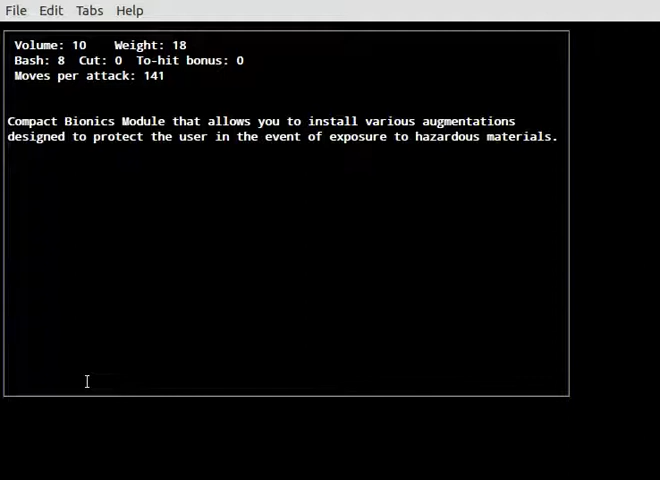 File Edit Tabs Help
Volume: 10 Weight: 18
Bash: 8 Cut: 0 To-hit bonus: 0
Moves per attack: 141
Compact Bionics Module that allows you to install various augmentations
designed to protect the user in the event of exposure to hazardous materials.